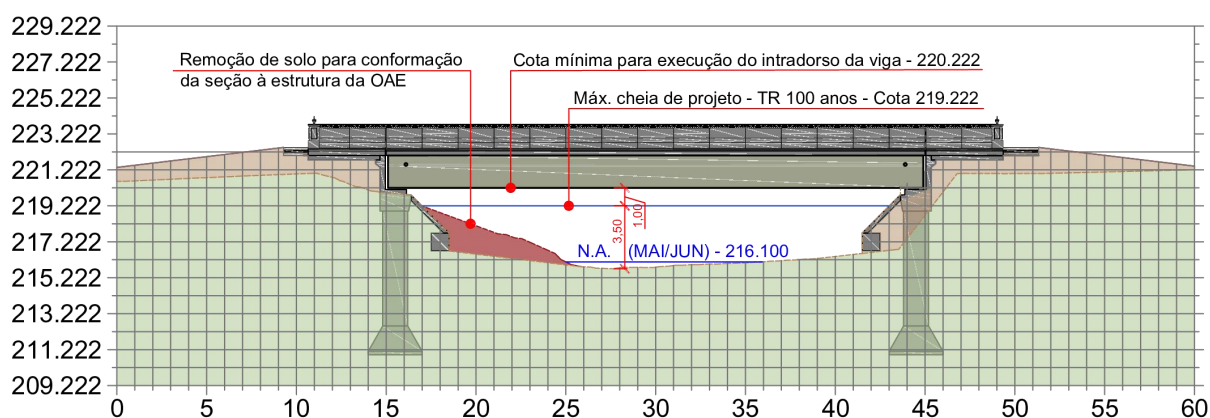 229.222
227.222
225.222
223.222
221.222
219.222
217.222
215.222
213.222
211.222
209.222
Remoção de solo para conformação
da seção à estrutura da OAE
Cota mínima para execução do intradorso da viga - 220.222
Máx. cheia de projeto - TR 100 anos - Cota 219.222
1,00
3,50
N.A. (MAI/JUN) - 216.100
0 5 10 15 20 25 30 35 40 45 50 55 60